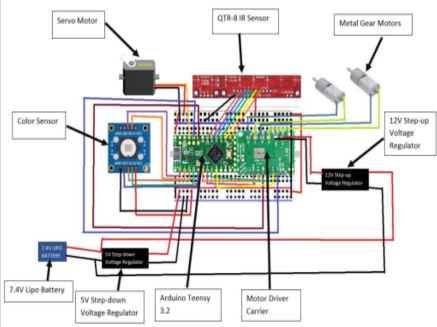 Servo Motor
QTR-8 IR Sensor
Metal Gear Motors
Color Sensor
12V Step-up
Voltage
Regulator
12V Step-up
Voltage Regulator
7.4V LIPO
BATTERY
5V Step-down
Voltage Regulator
7.4V Lipo Battery
5V Step-down
Voltage Regulator
Arduino Teensy
3.2
Motor Driver
Carrier